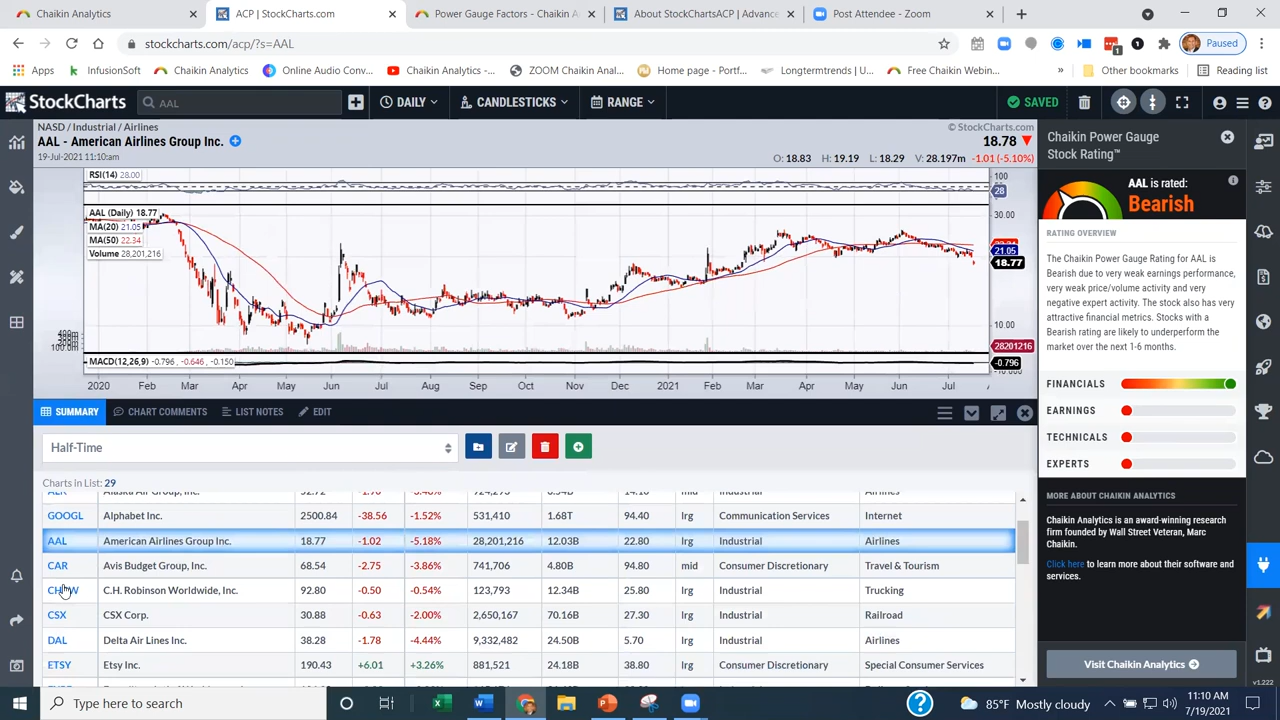 Chaikin Analytics
ACP | StockCharts.com
Power Gauge Factors - Chaikin A
About StockChartsACP | Advance
Post Attendee - Zoom
stockcharts.com/acp/?s=AAL
Paused
Apps
InfusionSoft
Chaikin Analytics
Online Audio Conv...
Chaikin Analytics -...
ZOOM Chaikin Anal...
Home page - Portf...
Longtermtrends | U...
Free Chaikin Webin...
»
Other bookmarks
Reading list
StockCharts
AAL
DAILY
CANDLESTICKS
RANGE
SAVED
NASD / Industrial / Airlines
© StockCharts.com
AAL - American Airlines Group Inc.
19-Jul-2021 11:10am
18.78
O: 18.83 H: 19.19 L: 18.29 V: 28.197m -1.01 (-5.10%)
RSI(14) 28.00
100
28
AAL (Daily) 18.77
MA(20) 21.05
MA(50) 22.34
Volume 28,201,216
30.00
21.05
18.77
10.00
28201216
MACD(12,26,9) -0.796 , -0.646 , -0.150
-0.796
2020 Feb Mar Apr May Jun Jul Aug Sep Oct Nov Dec 2021 Feb Mar Apr May Jun Jul
SUMMARY
CHART COMMENTS
LIST NOTES
EDIT
Half-Time
Charts in List: 29
GOOGL Alphabet Inc. 2500.84 -38.56 -1.52% 531,410 1.68T 94.40 lrg Communication Services Internet
AAL American Airlines Group Inc. 18.77 -1.02 -5.18% 28,201,216 12.03B 22.80 lrg Industrial Airlines
CAR Avis Budget Group, Inc. 68.54 -2.75 -3.86% 741,706 4.80B 94.80 mid Consumer Discretionary Travel & Tourism
CHRW C.H. Robinson Worldwide, Inc. 92.80 -0.50 -0.54% 123,793 12.34B 25.80 lrg Industrial Trucking
CSX CSX Corp. 30.88 -0.63 -2.00% 2,650,167 70.16B 27.30 lrg Industrial Railroad
DAL Delta Air Lines Inc. 38.28 -1.78 -4.44% 9,332,482 24.50B 5.70 lrg Industrial Airlines
ETSY Etsy Inc. 190.43 +6.01 +3.26% 881,521 24.18B 38.80 lrg Consumer Discretionary Special Consumer Services
Chaikin Power Gauge
Stock Rating™
AAL is rated:
Bearish
RATING OVERVIEW
The Chaikin Power Gauge Rating for AAL is
Bearish due to very weak earnings performance,
very weak price/volume activity and very
negative expert activity. The stock also has very
attractive financial metrics. Stocks with a
Bearish rating are likely to underperform the
market over the next 1-6 months.
FINANCIALS
EARNINGS
TECHNICALS
EXPERTS
MORE ABOUT CHAIKIN ANALYTICS
Chaikin Analytics is an award-winning research
firm founded by Wall Street Veteran, Marc
Chaikin.
Click here to learn more about their software and
services.
Visit Chaikin Analytics
v1.222
Type here to search
85°F Mostly cloudy
11:10 AM
7/19/2021